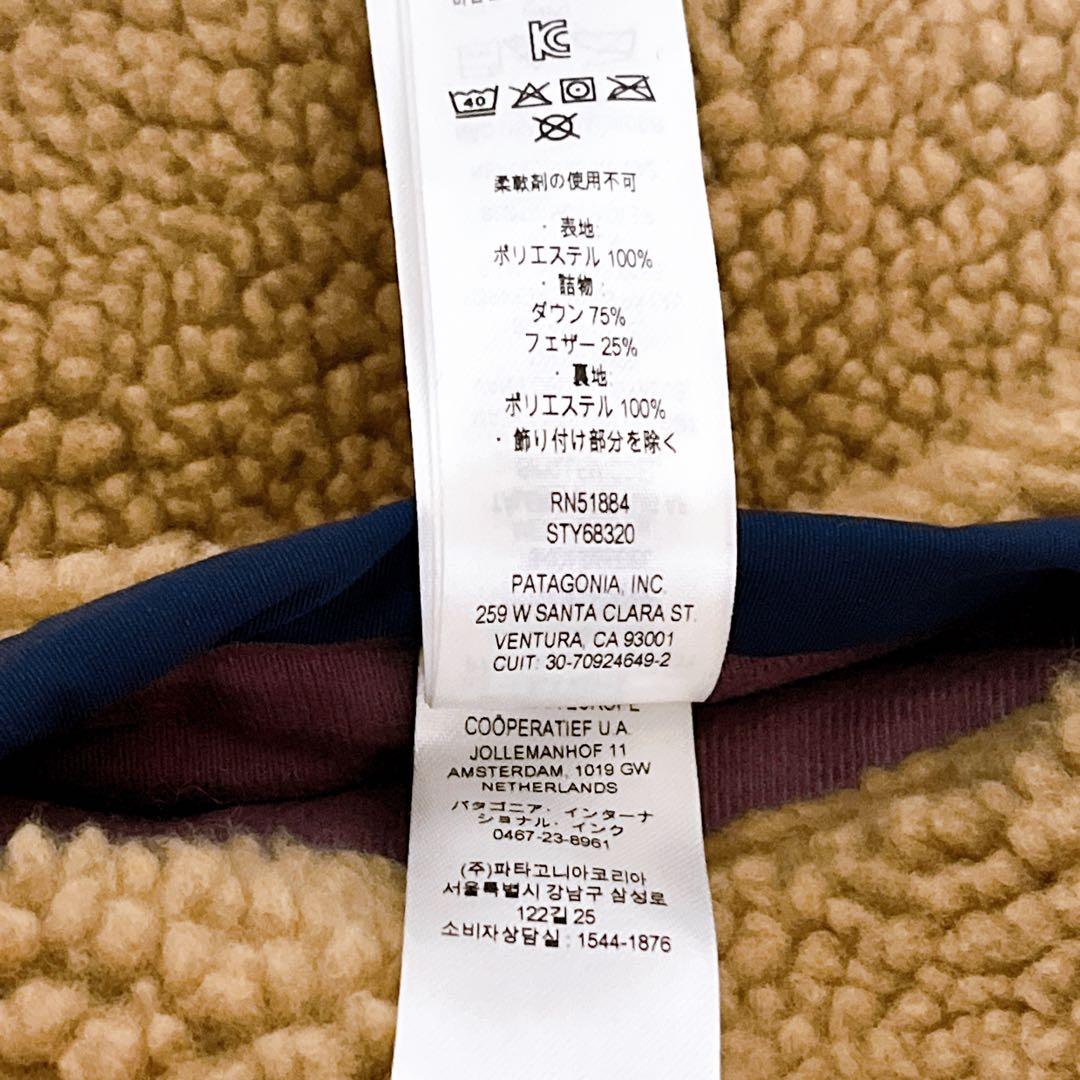 40
柔軟剤の使用不可
・表地:
ポリエステル 100%
・詰物:
ダウン 75%
フェザー 25%
・裏地:
ポリエステル 100%
・飾り付け部分を除く
RN51884
STY68320
PATAGONIA, INC.
259 W SANTA CLARA ST.
VENTURA, CA 93001
CUIT: 30-70924649-2
COÖPERATIEF U.A.
JOLLEMANHOF 11
AMSTERDAM, 1019 GW
NETHERLANDS
パタゴニア・インターナ
ショナル・インク
0467-23-8961
(주)파타고니아코리아
서울특별시 강남구 삼성로
122길 25
소비자상담실 : 1544-1876